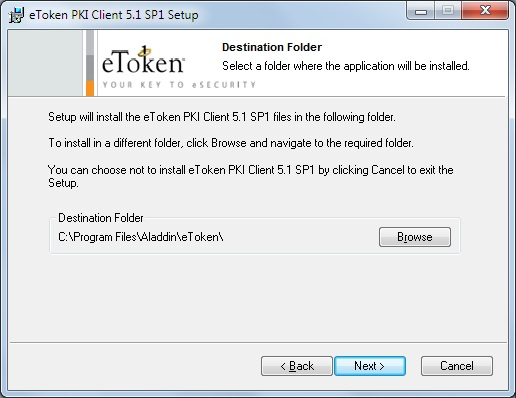 eToken PKI Client 5.1 SP1 Setup
eToken
YOUR KEY TO eSECURITY
Destination Folder
Select a folder where the application will be installed.
Setup will install the eToken PKI Client 5.1 SP1 files in the following folder.
To install in a different folder, click Browse and navigate to the required folder.
You can choose not to install eToken PKI Client 5.1 SP1 by clicking Cancel to exit the
Setup.
Destination Folder
C:\Program Files\Aladdin\eToken\
Browse
< Back
Next >
Cancel